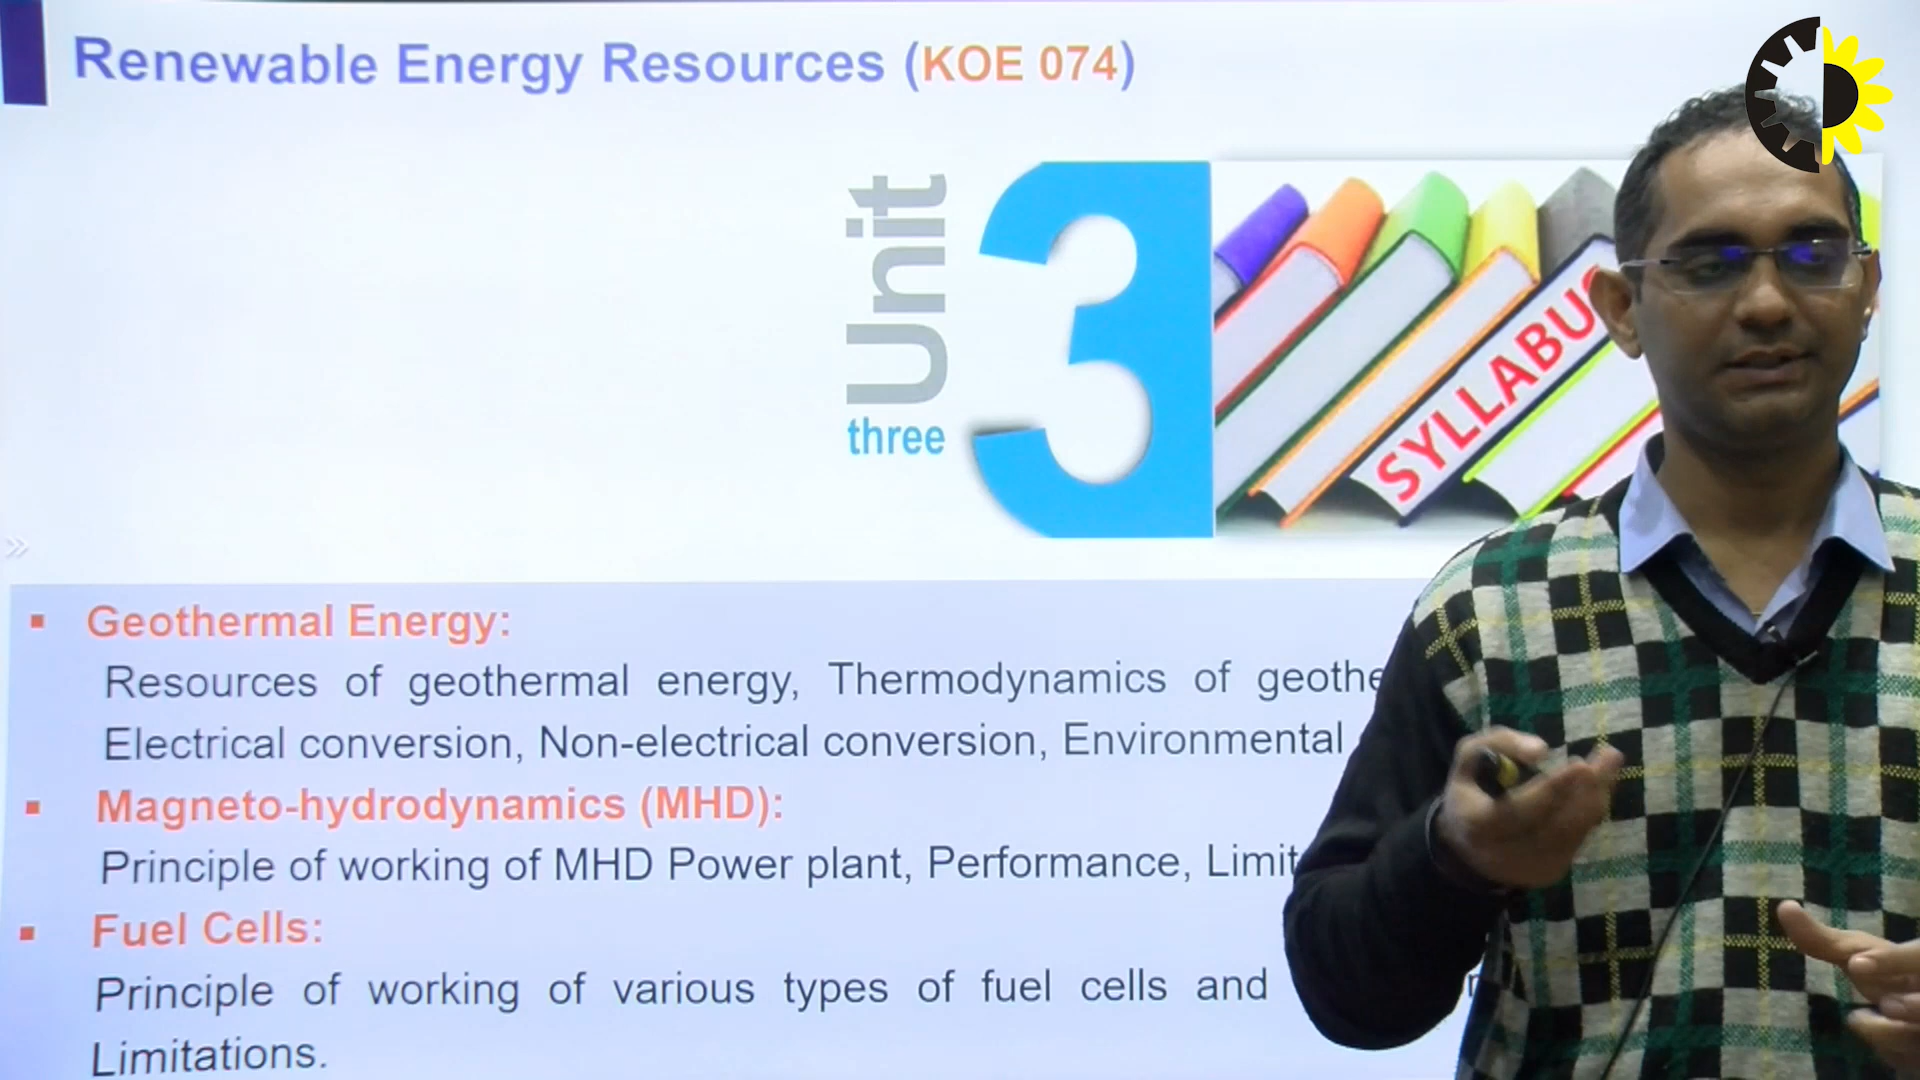 Renewable Energy Resources (KOE 074)
Unit
three
3
SYLLABU
»
▪ Geothermal Energy:
Resources of geothermal energy, Thermodynamics of geothe
Electrical conversion, Non-electrical conversion, Environmental
▪ Magneto-hydrodynamics (MHD):
Principle of working of MHD Power plant, Performance, Limit
▪ Fuel Cells:
Principle of working of various types of fuel cells and
Limitations.